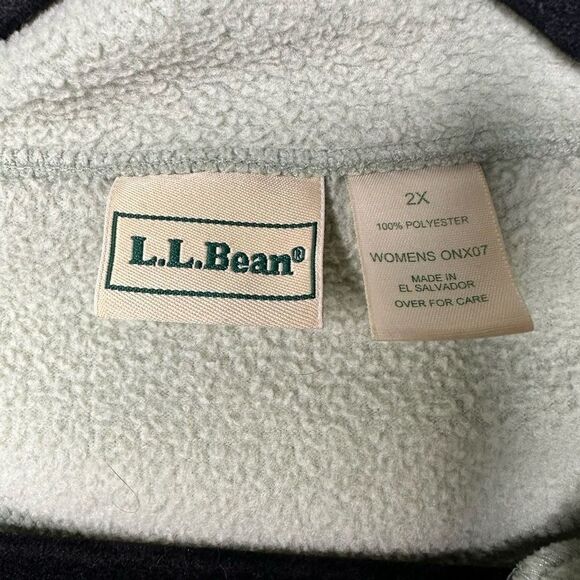 L.L.Bean®
2X
100% POLYESTER
WOMENS ONX07
MADE IN
EL SALVADOR
OVER FOR CARE